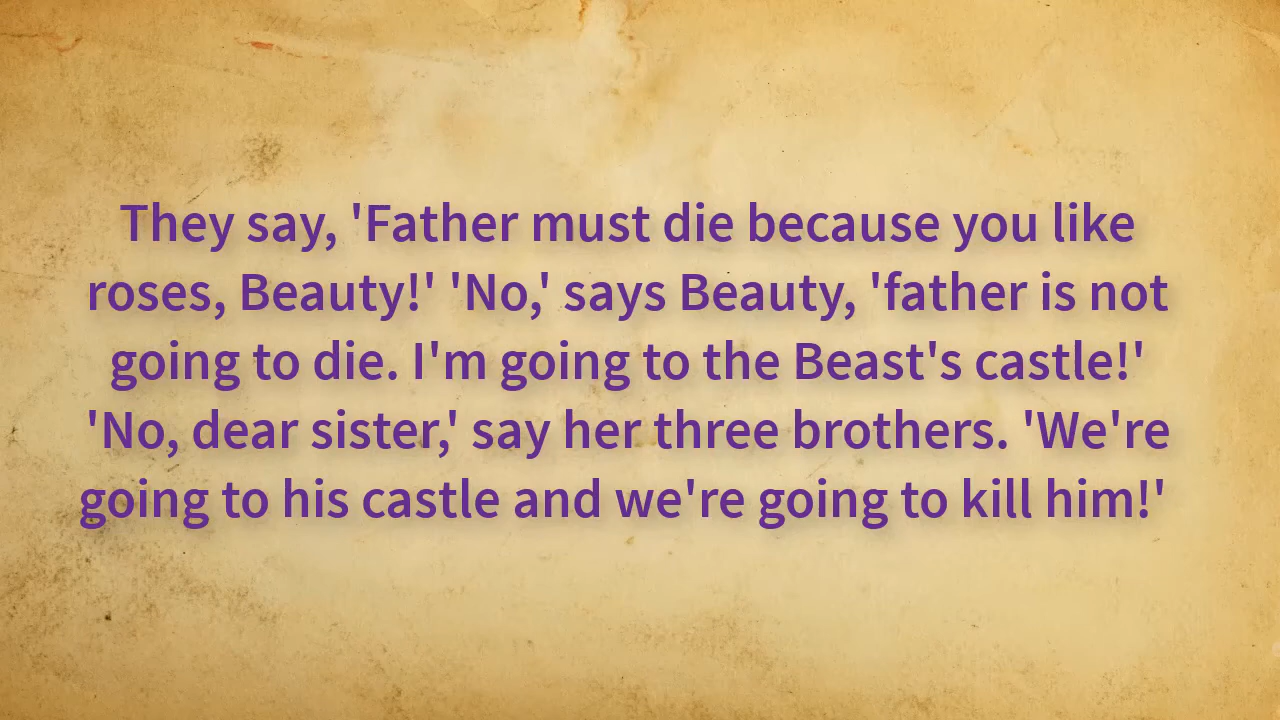 They say, 'Father must die because you like
roses, Beauty!' 'No,' says Beauty, 'father is not
going to die. I'm going to the Beast's castle!'
'No, dear sister,' say her three brothers. 'We're
going to his castle and we're going to kill him!'